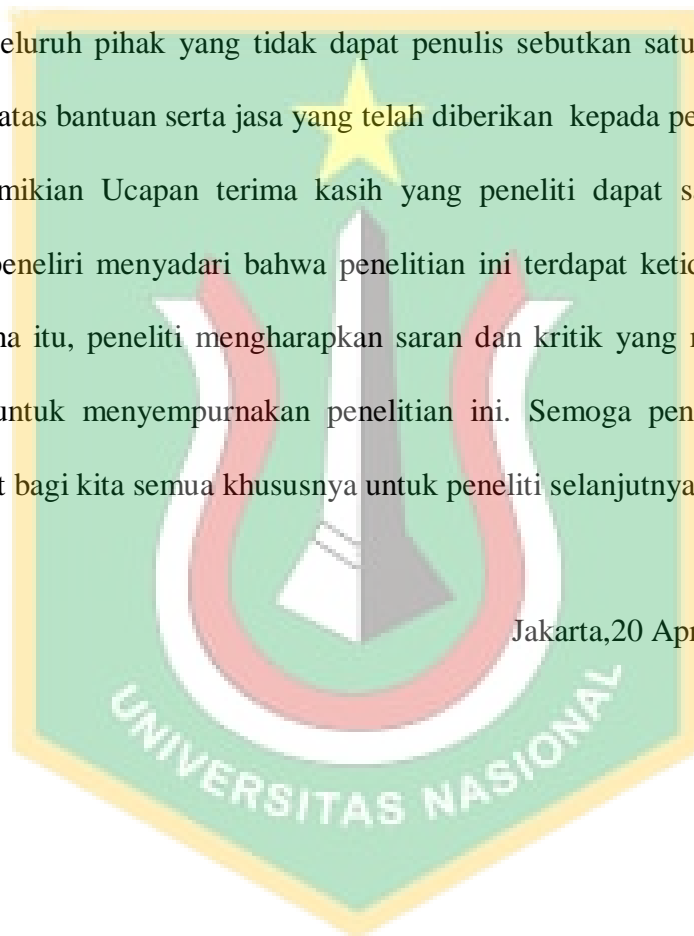 eluruh pihak yang tidak dapat penulis sebutkan satu
atas bantuan serta jasa yang telah diberikan kepada pe
mikian Ucapan terima kasih yang peneliti dapat s
peneliri menyadari bahwa penelitian ini terdapat ketid
na itu, peneliti mengharapkan saran dan kritik yang
untuk menyempurnakan penelitian ini. Semoga pen
t bagi kita semua khususnya untuk peneliti selanjutnya
Jakarta,20 Apr
UNIVERSITAS NASIONAL